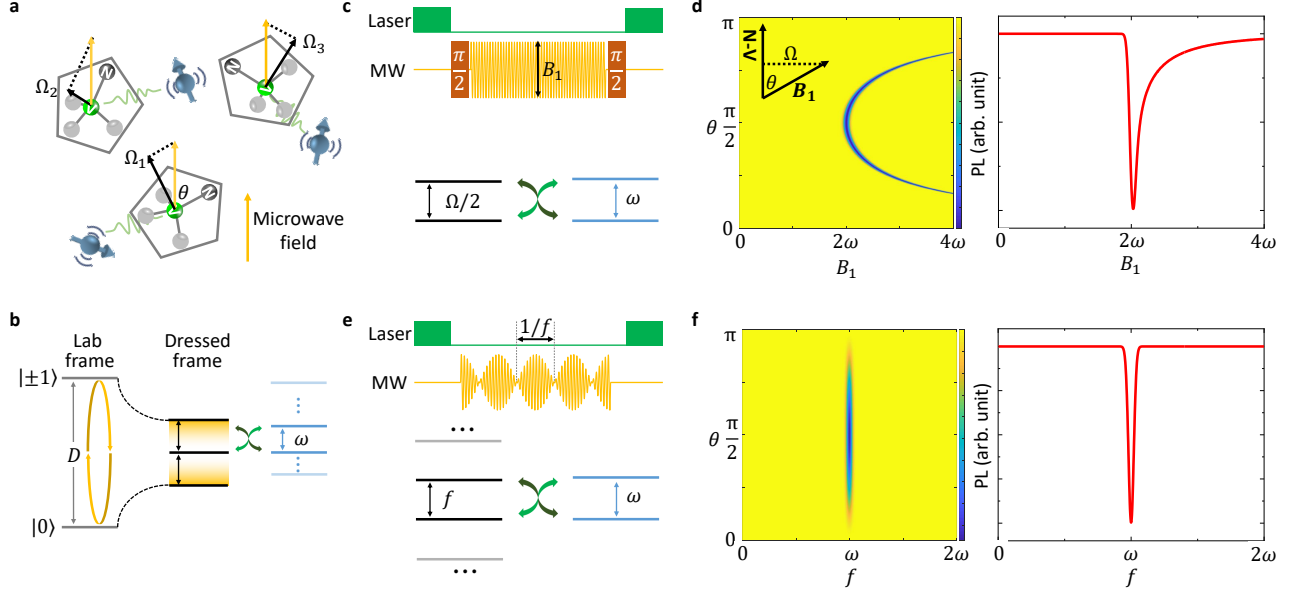 a
Ω₂
N
N
Ω₃
Ω₁
θ
N
Microwave
field
b
Lab
frame
Dressed
frame
|±1⟩
D
|0⟩
⋯
ω
⋯
c
Laser
MW
π/2
B₁
π/2
Ω/2
ω
d
π
θ π/2
0
N-V
Ω
θ
B₁
0 2ω 4ω
B₁
PL (arb. unit)
0 2ω 4ω
B₁
e
Laser
1/f
MW
⋯
f
ω
⋯
f
π
θ π/2
0
0 ω 2ω
f
PL (arb. unit)
0 ω 2ω
f